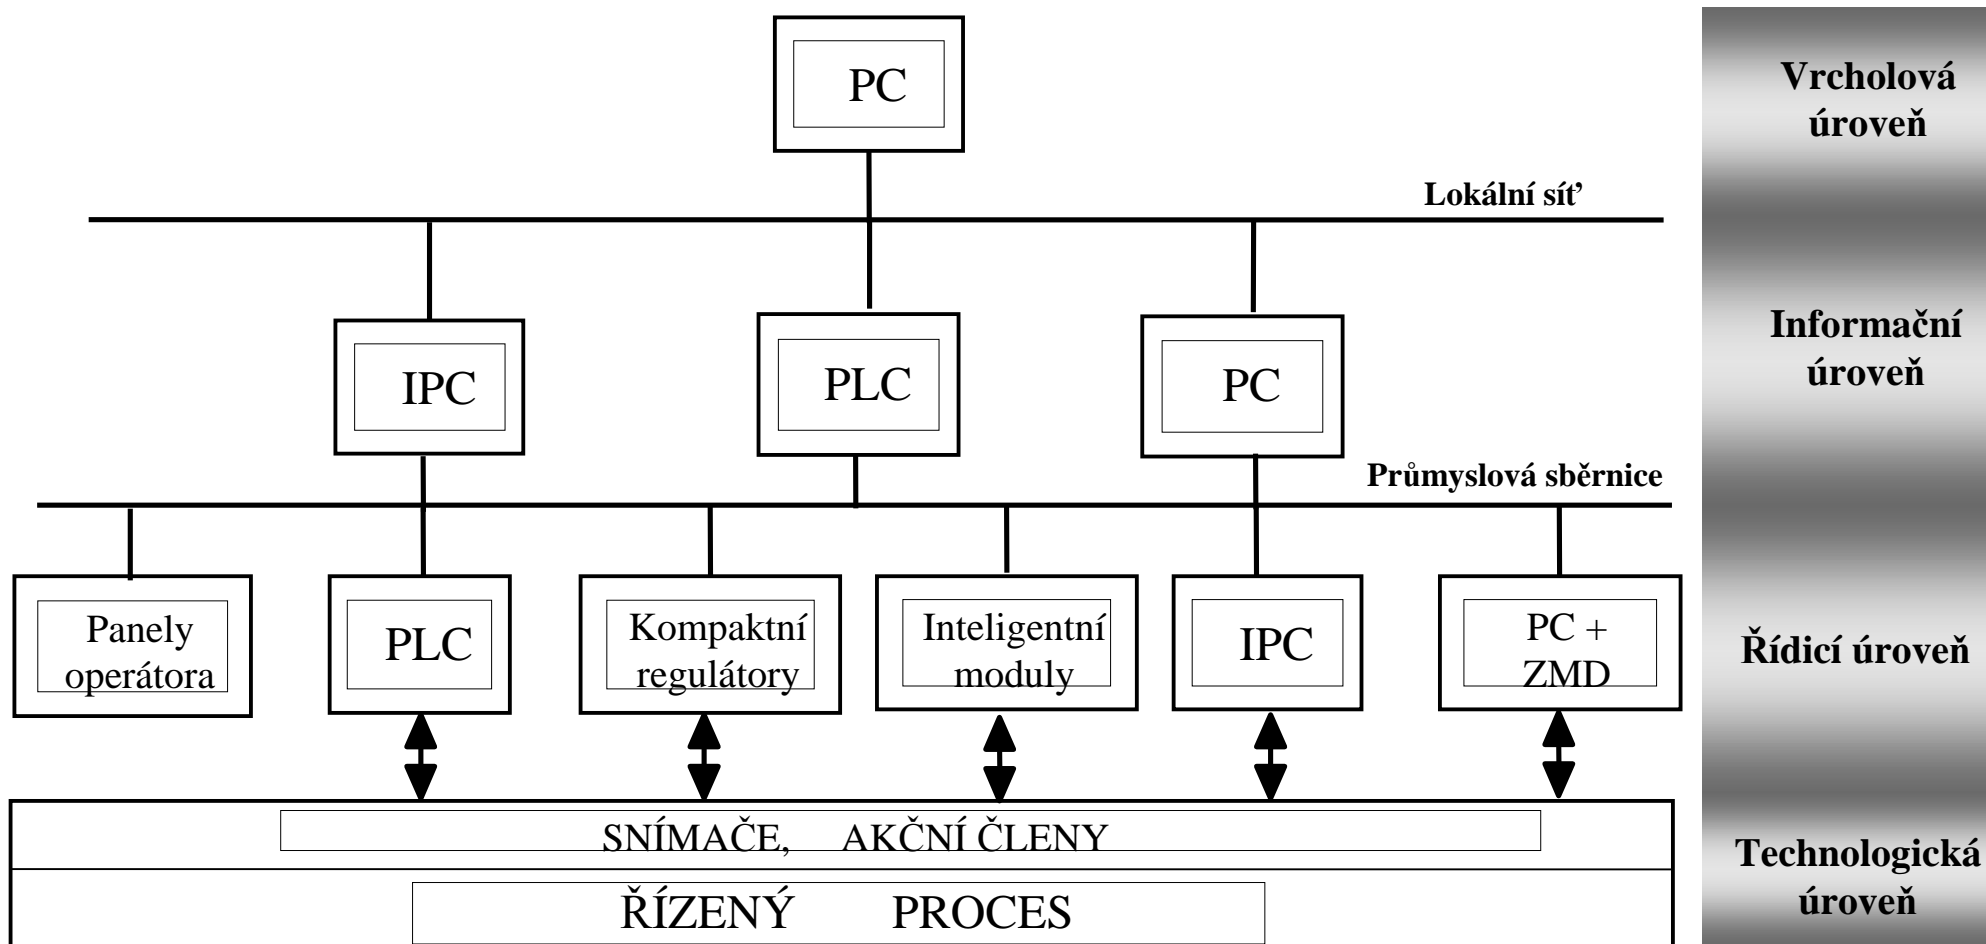 PC
Vrcholová
úroveň
Lokální síť
IPC
PLC
PC
Informační
úroveň
Průmyslová sběrnice
Panely
operátora
PLC
Kompaktní
regulátory
Inteligentní
moduly
IPC
PC +
ZMD
Řídicí úroveň
SNÍMAČE, AKČNÍ ČLENY
ŘÍZENÝ PROCES
Technologická
úroveň